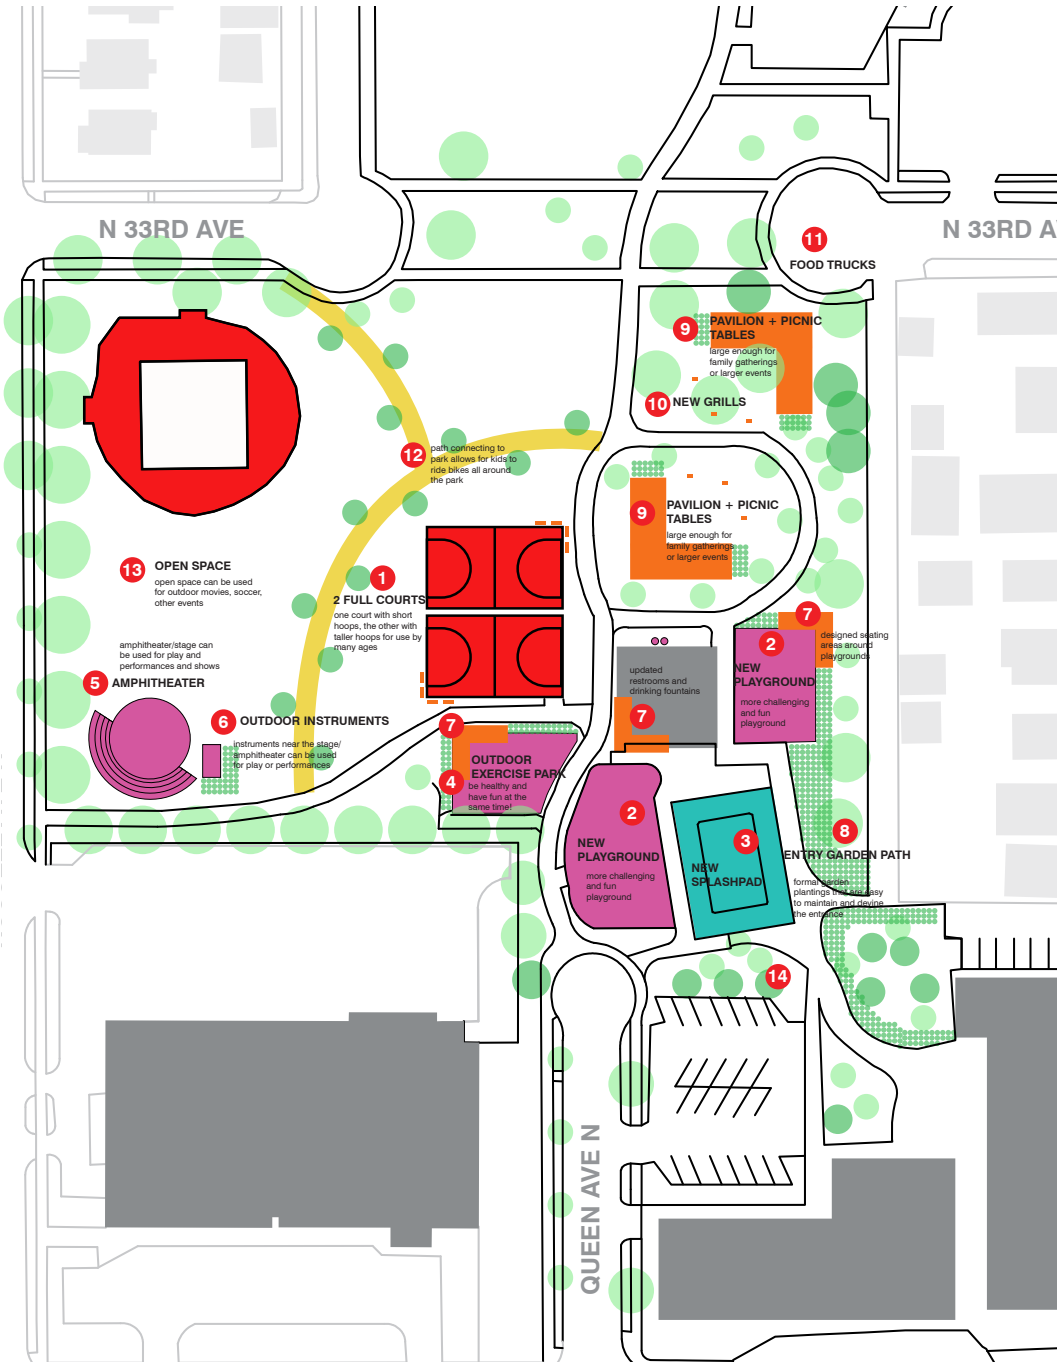 N 33RD AVE
N 33RD AV
11
FOOD TRUCKS
9
PAVILION + PICNIC
TABLES
large enough for
family gatherings
or larger events
10
NEW GRILLS
12
path connecting to
park allows for kids to
ride bikes all around
the park
9
PAVILION + PICNIC
TABLES
large enough for
family gatherings
or larger events
13
OPEN SPACE
open space can be used
for outdoor movies, soccer,
other events
1
2 FULL COURTS
one court with short
hoops, the other with
taller hoops for use by
many ages
7
designed seating
areas around
playgrounds
2
NEW
PLAYGROUND
more challenging
and fun
playground
updated
restrooms and
drinking fountains
7
amphitheater/stage can
be used for play and
performances and shows
5
AMPHITHEATER
6
OUTDOOR INSTRUMENTS
instruments near the stage/
amphitheater can be used
for play or performances
7
OUTDOOR
EXERCISE PARK
4
be healthy and
have fun at the
same time!
2
NEW
PLAYGROUND
more challenging
and fun
playground
3
NEW
SPLASHPAD
8
ENTRY GARDEN PATH
formal garden
plantings that are easy
to maintain and devine
the entrance
14
QUEEN AVE N